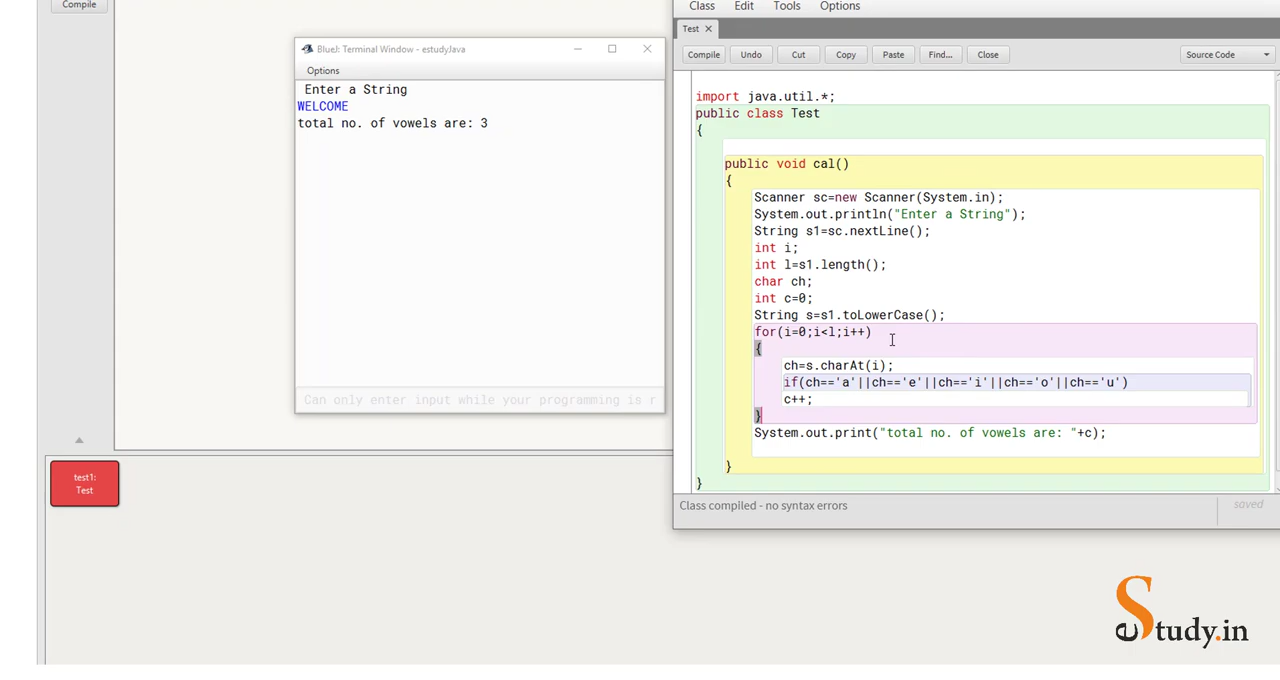 Compile
BlueJ: Terminal Window - estudyJava
Options
Enter a String
WELCOME
total no. of vowels are: 3
Can only enter input while your programming is r
test1:
Test
Class Edit Tools Options
Test
Compile Undo Cut Copy Paste Find... Close Source Code
import java.util.*;
public class Test
{
public void cal()
{
Scanner sc=new Scanner(System.in);
System.out.println("Enter a String");
String s1=sc.nextLine();
int i;
int l=s1.length();
char ch;
int c=0;
String s=s1.toLowerCase();
for(i=0;i<l;i++)
{
ch=s.charAt(i);
if(ch=='a'||ch=='e'||ch=='i'||ch=='o'||ch=='u')
c++;
}
System.out.print("total no. of vowels are: "+c);
}
}
Class compiled - no syntax errors
saved
eStudy.in